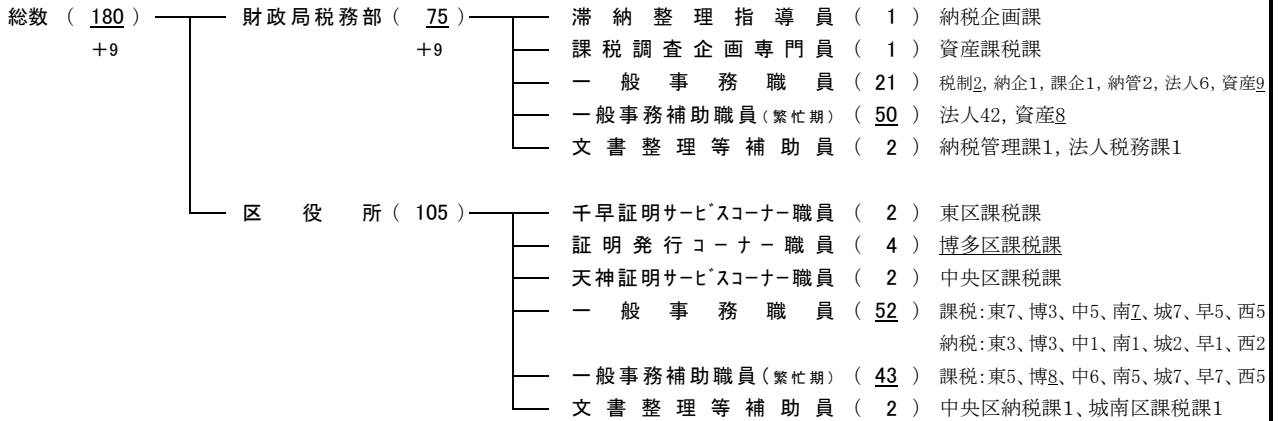 総数 ( 180 ) 財政局税務部 ( 75 ) 滞納整理指導員 ( 1 ) 納税企画課
+9 +9 課税調査企画専門員 ( 1 ) 資産課税課
一般事務職員 ( 21 ) 税制2, 納企1, 課企1, 納管2, 法人6, 資産9
一般事務補助職員(繁忙期) ( 50 ) 法人42, 資産8
文書整理等補助員 ( 2 ) 納税管理課1, 法人税務課1
区役所 ( 105 ) 千早証明サービスコーナー職員 ( 2 ) 東区課税課
証明発行コーナー職員 ( 4 ) 博多区課税課
天神証明サービスコーナー職員 ( 2 ) 中央区課税課
一般事務職員 ( 52 ) 課税:東7、博3、中5、南7、城7、早5、西5
納税:東3、博3、中1、南1、城2、早1、西2
一般事務補助職員(繁忙期) ( 43 ) 課税:東5、博8、中6、南5、城7、早7、西5
文書整理等補助員 ( 2 ) 中央区納税課1、城南区課税課1